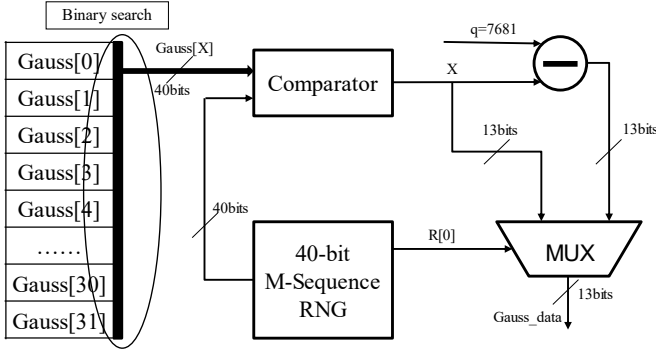 Binary search
Gauss[0]
Gauss[1]
Gauss[2]
Gauss[3]
Gauss[4]
……
Gauss[30]
Gauss[31]
Gauss[X]
40bits
Comparator
X
q=7681
13bits
13bits
40bits
40-bit
M-Sequence
RNG
R[0]
MUX
13bits
Gauss_data